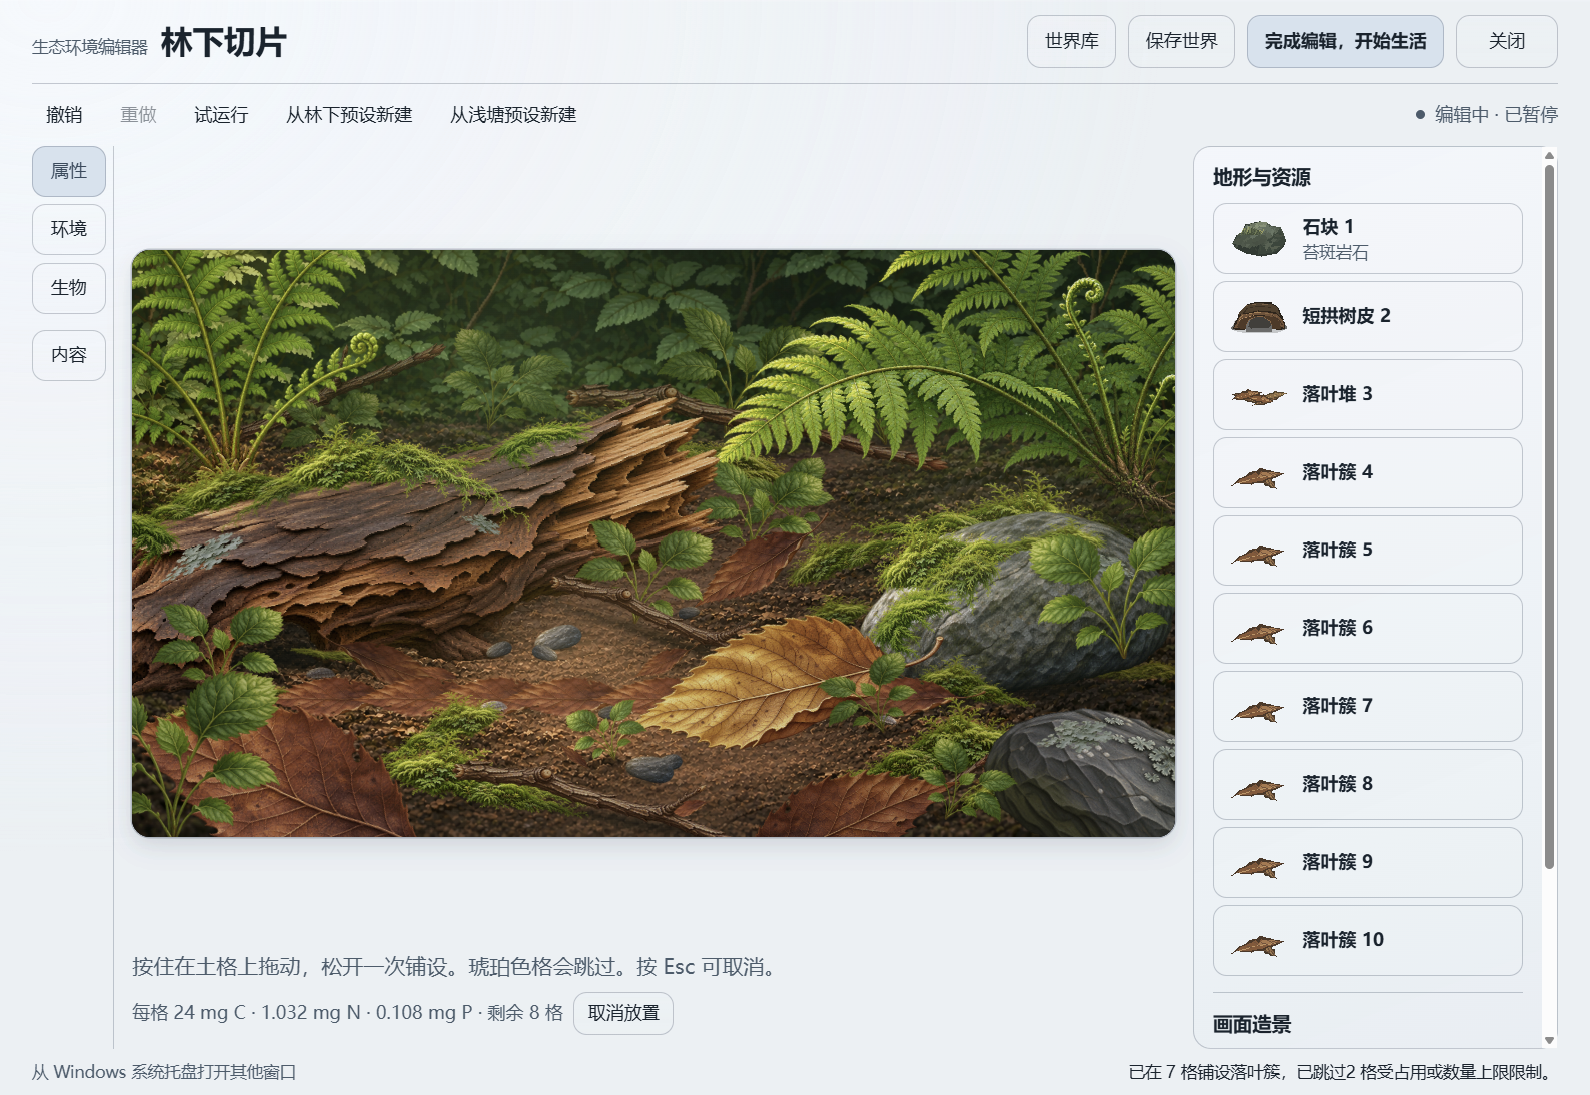 生态环境编辑器 林下切片
世界库 保存世界 完成编辑，开始生活 关闭
撤销 重做 试运行 从林下预设新建 从浅塘预设新建
编辑中 · 已暂停
属性
环境
生物
内容
地形与资源
石块 1
苔斑岩石
短拱树皮 2
落叶堆 3
落叶簇 4
落叶簇 5
落叶簇 6
落叶簇 7
落叶簇 8
落叶簇 9
落叶簇 10
画面造景
按住在土格上拖动，松开一次铺设。琥珀色格会跳过。按 Esc 可取消。
每格 24 mg C · 1.032 mg N · 0.108 mg P · 剩余 8 格 取消放置
从 Windows 系统托盘打开其他窗口
已在 7 格铺设落叶簇，已跳过2 格受占用或数量上限限制。